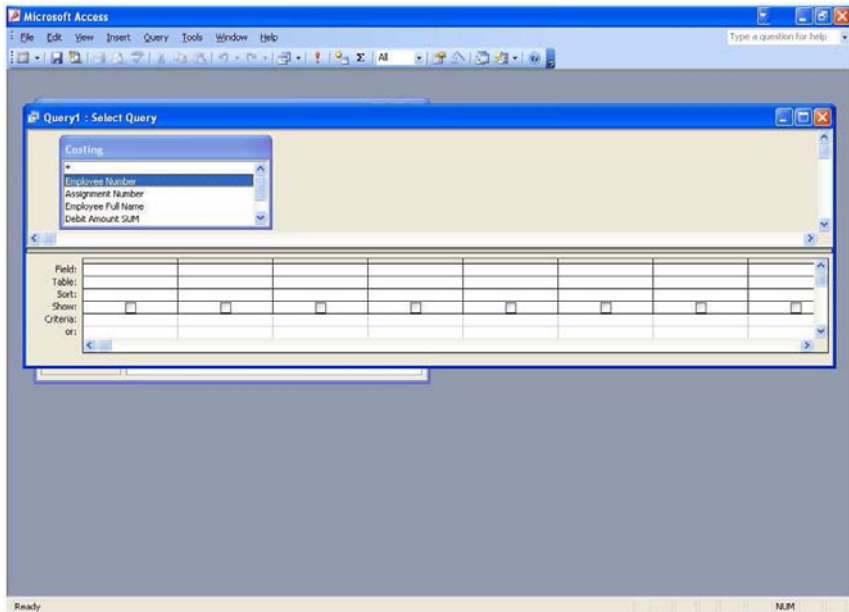 Microsoft Access
File Edit View Insert Query Tools Window Help Type a question for help
Σ All
Query1 : Select Query
Costing
*
Employee Number
Assignment Number
Employee Full Name
Debit Amount SUM
Field:
Table:
Sort:
Show:
Criteria:
or:
Ready NUM